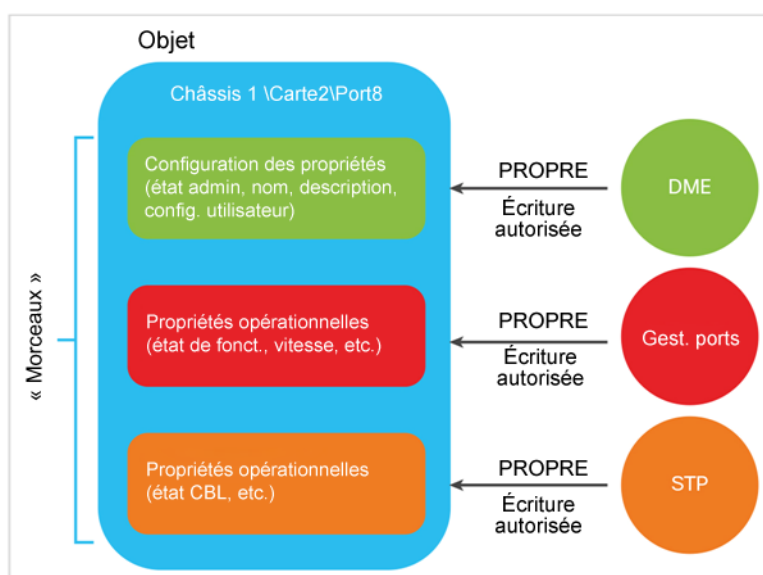 Objet
Châssis 1 \Carte2\Port8
« Morceaux »
Configuration des propriétés
(état admin, nom, description,
config. utilisateur)
PROPRE
Écriture
autorisée
DME
Propriétés opérationnelles
(état de fonct., vitesse, etc.)
PROPRE
Écriture
autorisée
Gest. ports
Propriétés opérationnelles
(état CBL, etc.)
PROPRE
Écriture
autorisée
STP